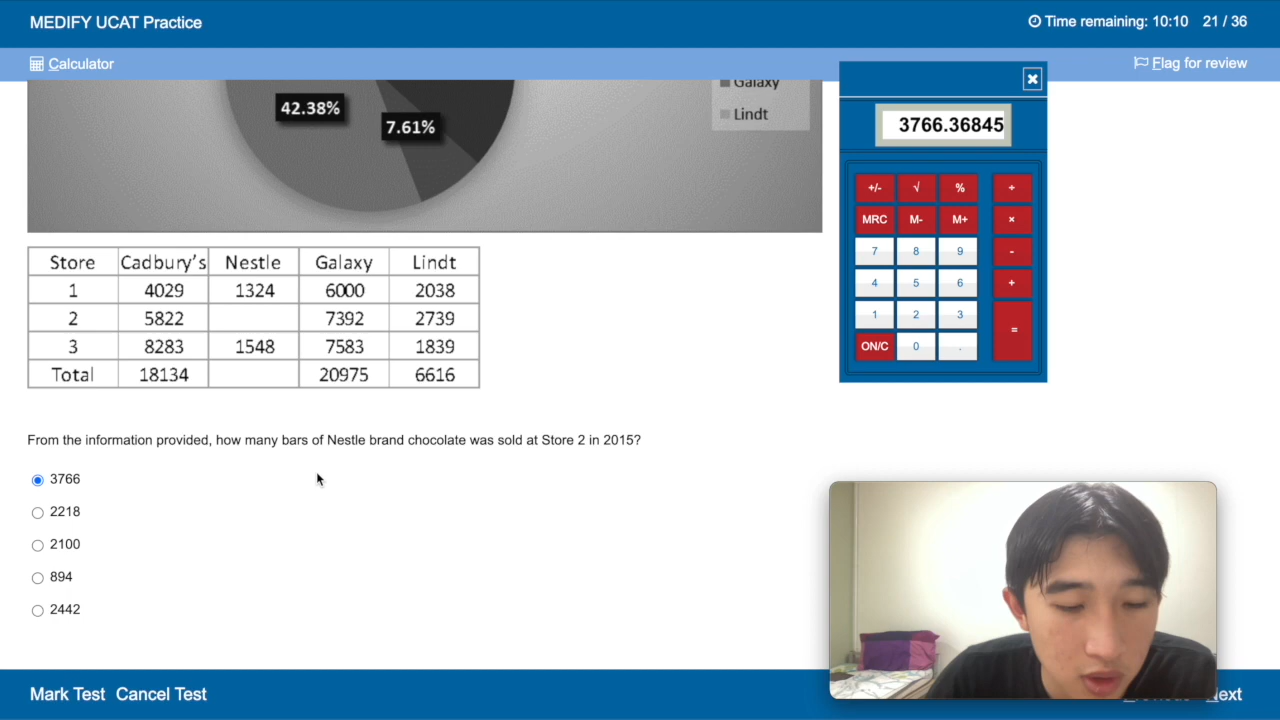 MEDIFY UCAT Practice
Time remaining: 10:10 21 / 36
Calculator
Flag for review
42.38%
7.61%
Galaxy
Lindt
3766.36845
+/- √ % ÷
MRC M- M+ ×
7 8 9 -
4 5 6 +
1 2 3 =
ON/C 0 .
Store Cadbury's Nestle Galaxy Lindt
1 4029 1324 6000 2038
2 5822 7392 2739
3 8283 1548 7583 1839
Total 18134 20975 6616
From the information provided, how many bars of Nestle brand chocolate was sold at Store 2 in 2015?
3766
2218
2100
894
2442
Mark Test Cancel Test